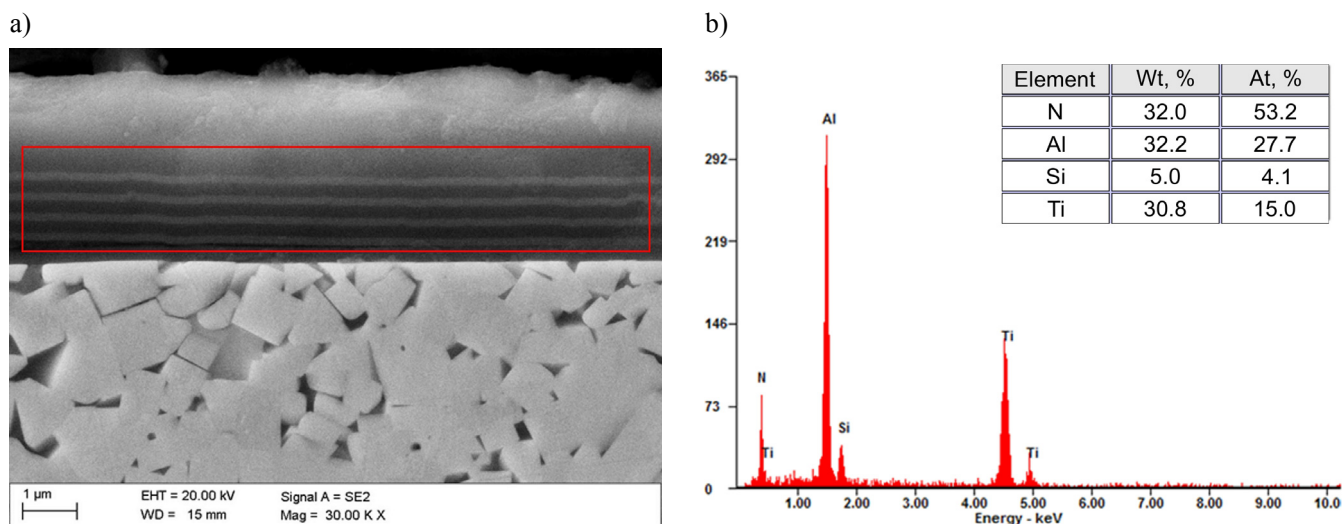 a)
b)
1 µm
EHT = 20.00 kV
Signal A = SE2
WD = 15 mm
Mag = 30.00 K X
365
292
219
146
73
0
N
Ti
Al
Si
Ti
Ti
1.00 2.00 3.00 4.00 5.00 6.00 7.00 8.00 9.00 10.0
Energy - keV
Element Wt, % At, %
N 32.0 53.2
Al 32.2 27.7
Si 5.0 4.1
Ti 30.8 15.0